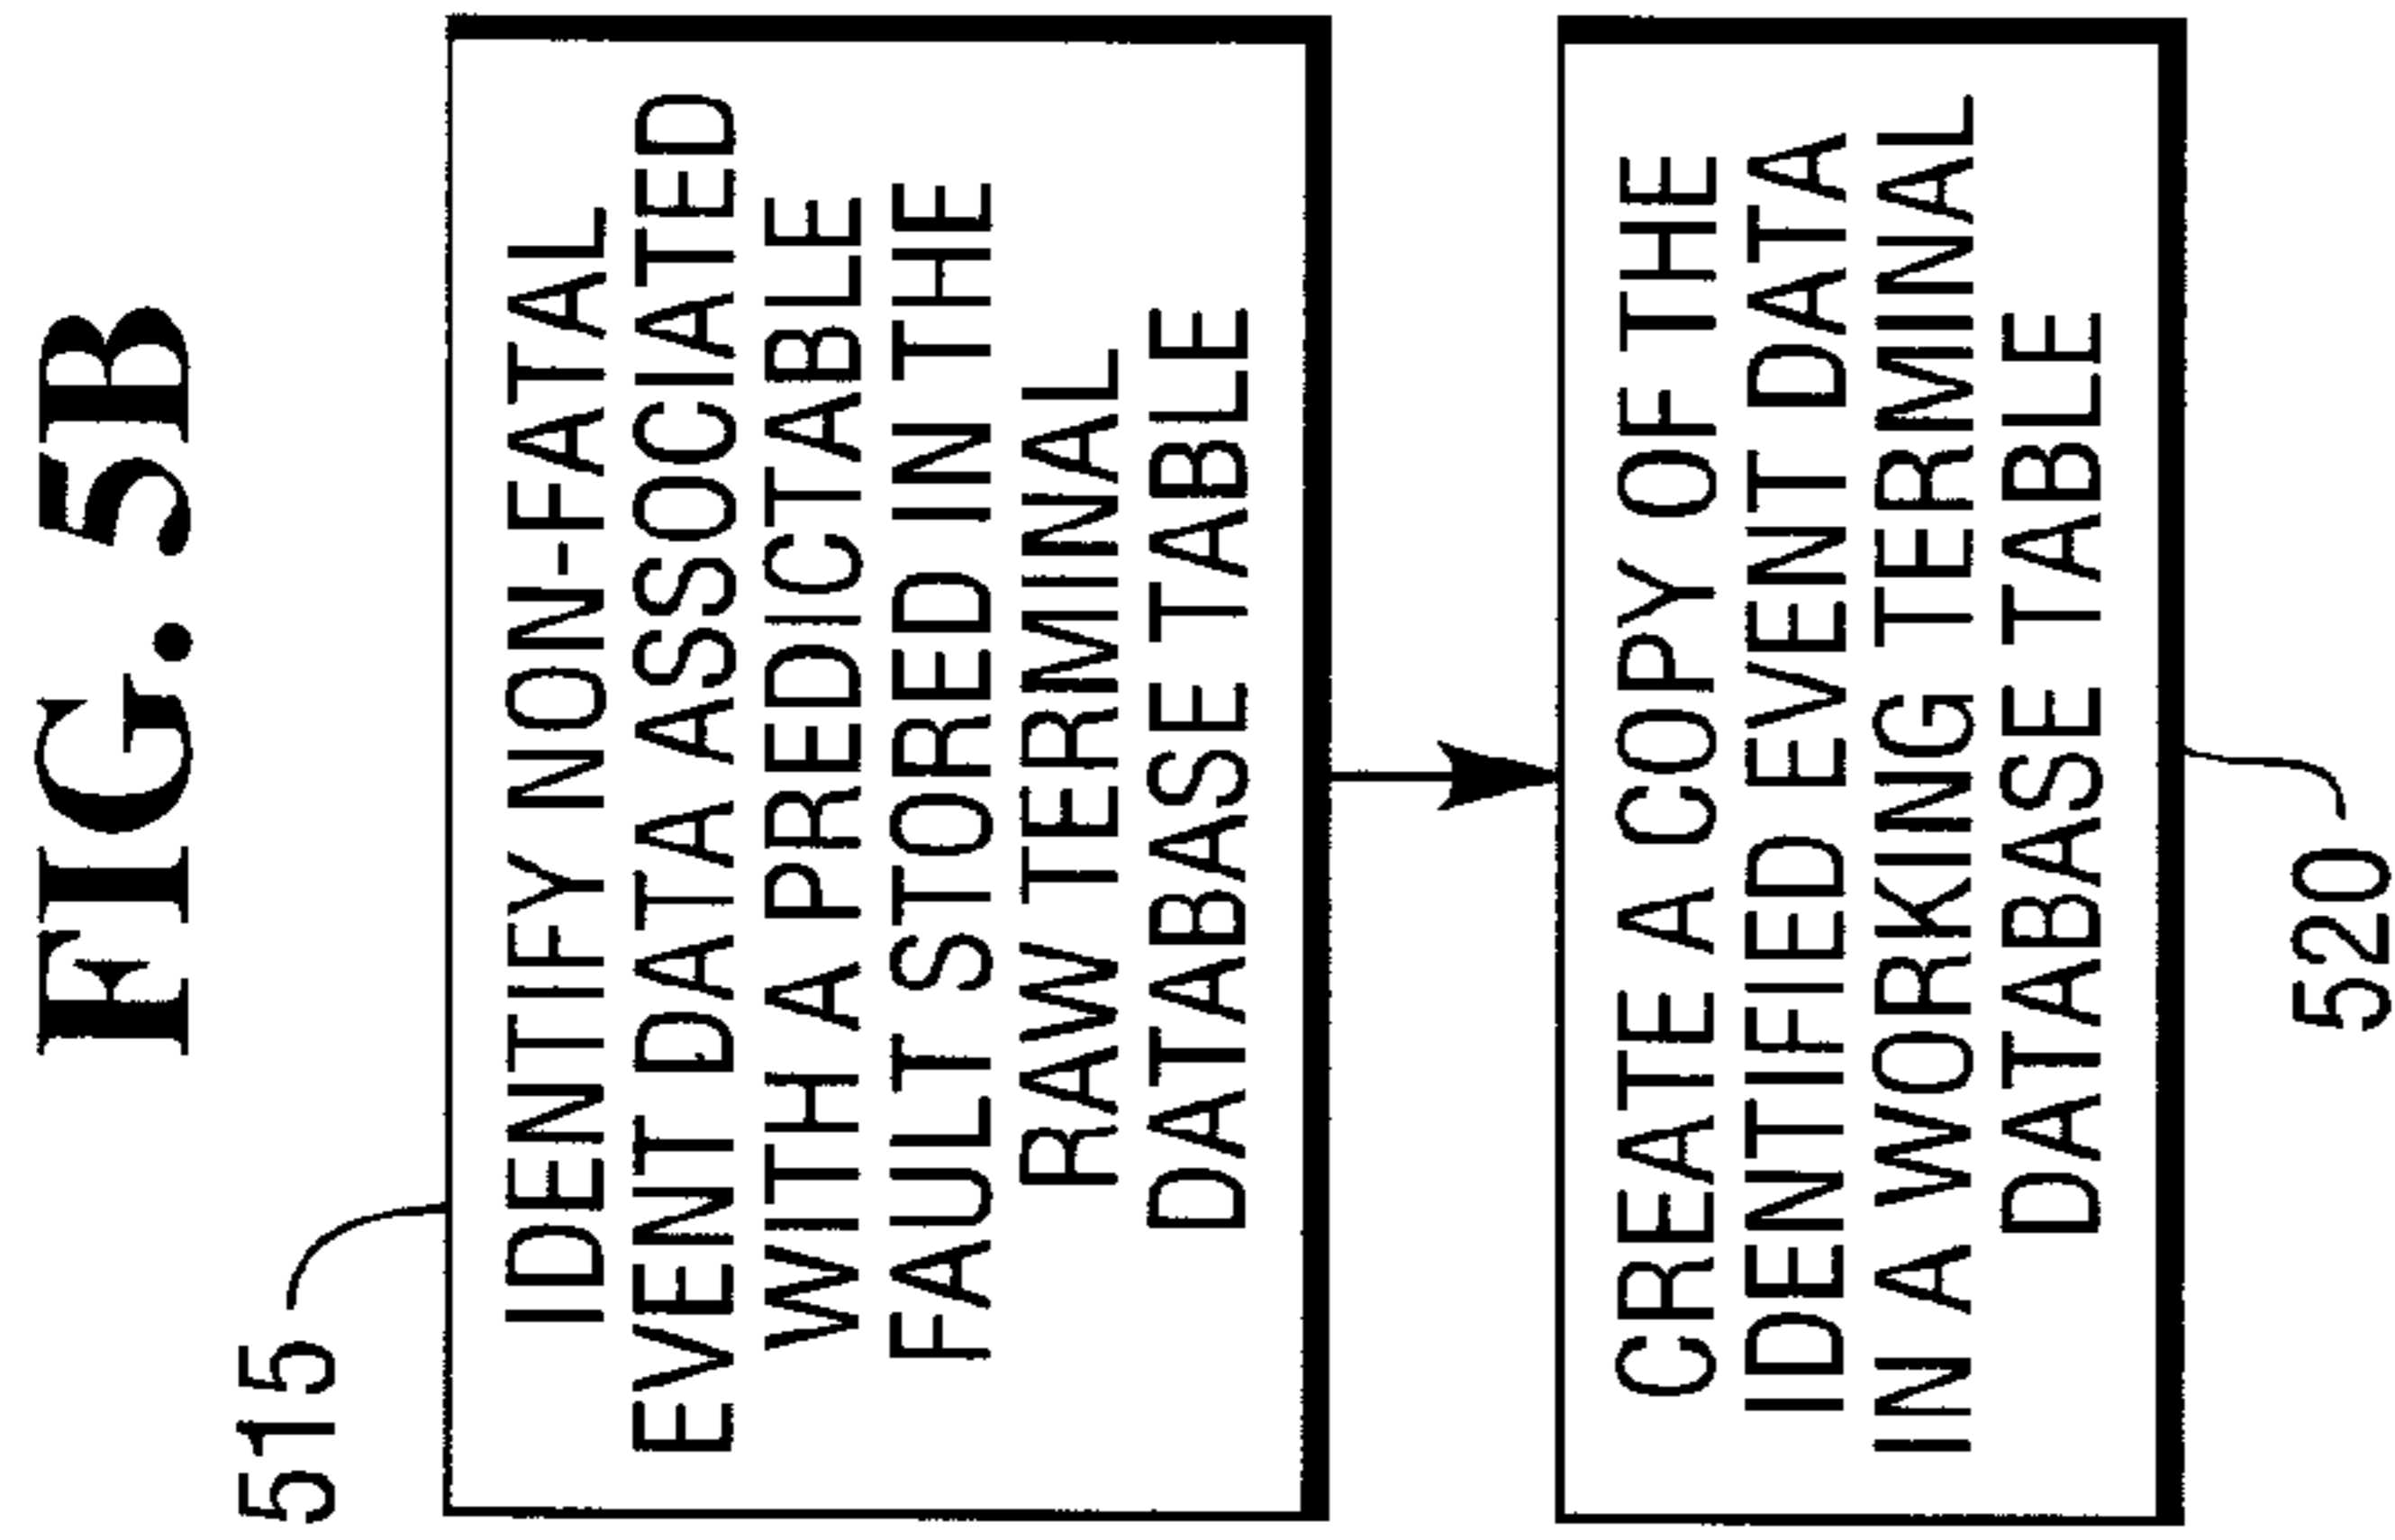 FIG. 5B
515
IDENTIFY NON-FATAL
EVENT DATA ASSOCIATED
WITH A PREDICTABLE
FAULT STORED IN THE
RAW TERMINAL
DATABASE TABLE
CREATE A COPY OF THE
IDENTIFIED EVENT DATA
IN A WORKING TERMINAL
DATABASE TABLE
520